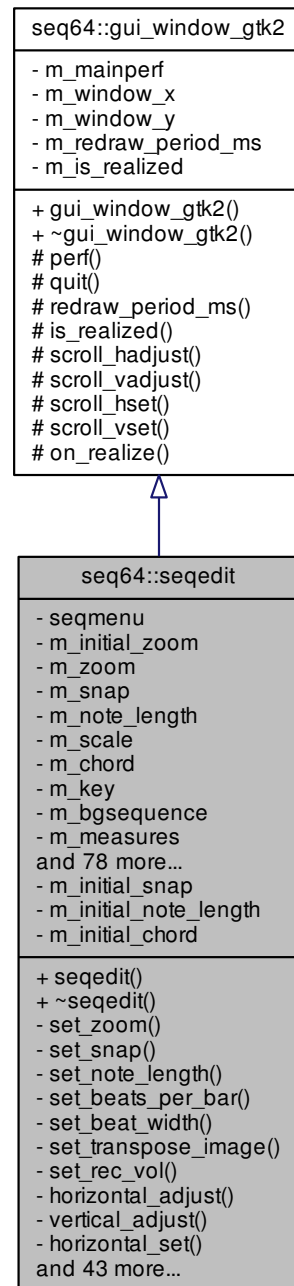 seq64::gui_window_gtk2
- m_mainperf
- m_window_x
- m_window_y
- m_redraw_period_ms
- m_is_realized
+ gui_window_gtk2()
+ ~gui_window_gtk2()
# perf()
# quit()
# redraw_period_ms()
# is_realized()
# scroll_hadjust()
# scroll_vadjust()
# scroll_hset()
# scroll_vset()
# on_realize()
seq64::seqedit
- seqmenu
- m_initial_zoom
- m_zoom
- m_snap
- m_note_length
- m_scale
- m_chord
- m_key
- m_bgsequence
- m_measures
and 78 more...
- m_initial_snap
- m_initial_note_length
- m_initial_chord
+ seqedit()
+ ~seqedit()
- set_zoom()
- set_snap()
- set_note_length()
- set_beats_per_bar()
- set_beat_width()
- set_transpose_image()
- set_rec_vol()
- horizontal_adjust()
- vertical_adjust()
- horizontal_set()
and 43 more...